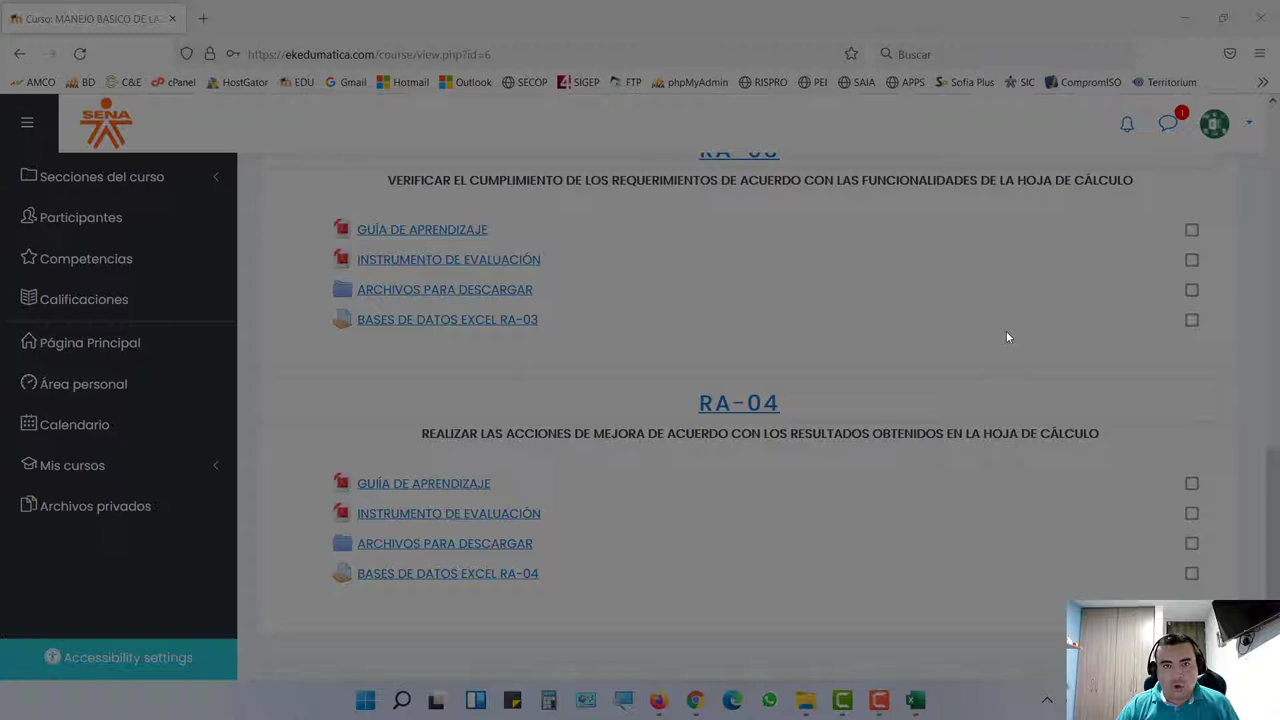 Curso: MANEJO BASICO DE LA
https://ekedumatica.com/course/view.php?id=6
Buscar
AMCO
BD
C&E
cPanel
HostGator
EDU
Gmail
Hotmail
Outlook
SECOP
SIGEP
FTP
phpMyAdmin
RISPRO
PEI
SAIA
APPS
Sofia Plus
SIC
CompromISO
Territorium
SENA
1
Secciones del curso
Participantes
Competencias
Calificaciones
Página Principal
Área personal
Calendario
Mis cursos
Archivos privados
Accessibility settings
RA-03
VERIFICAR EL CUMPLIMIENTO DE LOS REQUERIMIENTOS DE ACUERDO CON LAS FUNCIONALIDADES DE LA HOJA DE CÁLCULO
GUÍA DE APRENDIZAJE
INSTRUMENTO DE EVALUACIÓN
ARCHIVOS PARA DESCARGAR
BASES DE DATOS EXCEL RA-03
RA-04
REALIZAR LAS ACCIONES DE MEJORA DE ACUERDO CON LOS RESULTADOS OBTENIDOS EN LA HOJA DE CÁLCULO
GUIÍA DE APRENDIZAJE
INSTRUMENTO DE EVALUACIÓN
ARCHIVOS PARA DESCARGAR
BASES DE DATOS EXCEL RA-04